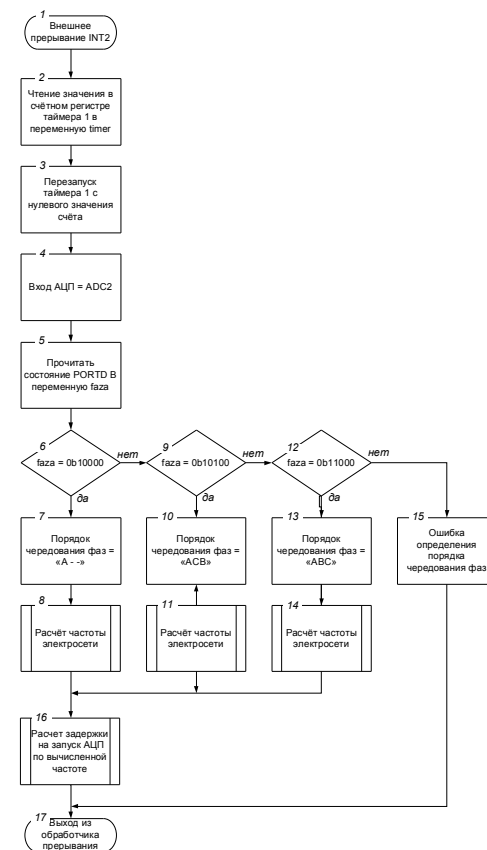 1
Внешнее
прерывание INT2
2
Чтение значения в
счётном регистре
таймера 1 в
переменную timer
3
Перезапуск
таймера 1 с
нулевого значения
счёта
4
Вход АЦП = ADC2
5
Прочитать
состояние PORTD В
переменную faza
6
faza = 0b10000
нет
да
9
faza = 0b10100
нет
да
12
faza = 0b11000
нет
да
7
Порядок
чередования фаз =
«A - -»
10
Порядок
чередования фаз =
«ACB»
13
Порядок
чередования фаз =
«ABC»
15
Ошибка
определения
порядка
чередования фаз
8
Расчёт частоты
электросети
11
Расчёт частоты
электросети
14
Расчёт частоты
электросети
16
Расчет задержки
на запуск АЦП
по вычисленной
частоте
17
Выход из
обработчика
прерывания